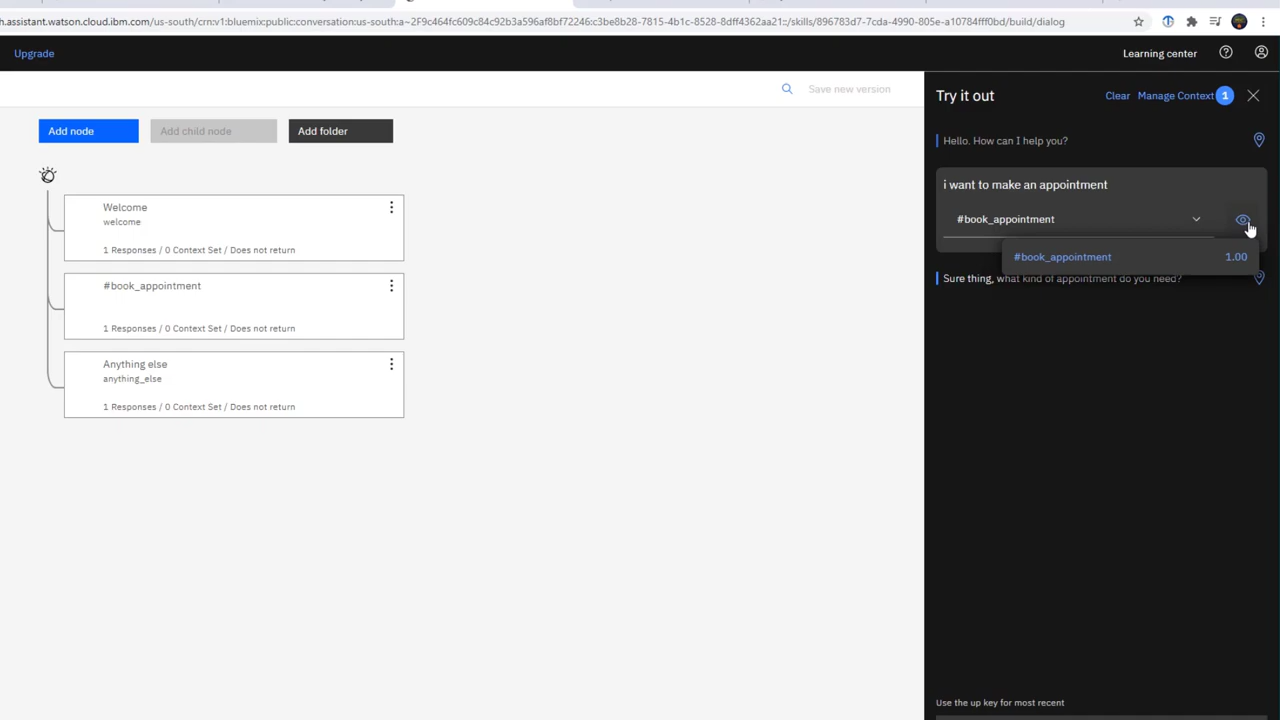 h.assistant.watson.cloud.ibm.com/us-south/crn:v1:bluemix:public:conversation:us-south:a~2F9c464f609c84c92b3a596af8bf72246:c3be8b28-7815-4b1c-8528-8dff4362aa21::/skills/896783d7-7cda-4990-805e-a10784fff0bd/build/dialog
Upgrade
Learning center
Save new version
Try it out
Clear
Manage Context 1
Add node
Add child node
Add folder
Hello. How can I help you?
i want to make an appointment
#book_appointment
#book_appointment 1.00
Sure thing, what kind of appointment do you need?
Welcome
welcome
1 Responses / 0 Context Set / Does not return
#book_appointment
1 Responses / 0 Context Set / Does not return
Anything else
anything_else
1 Responses / 0 Context Set / Does not return
Use the up key for most recent